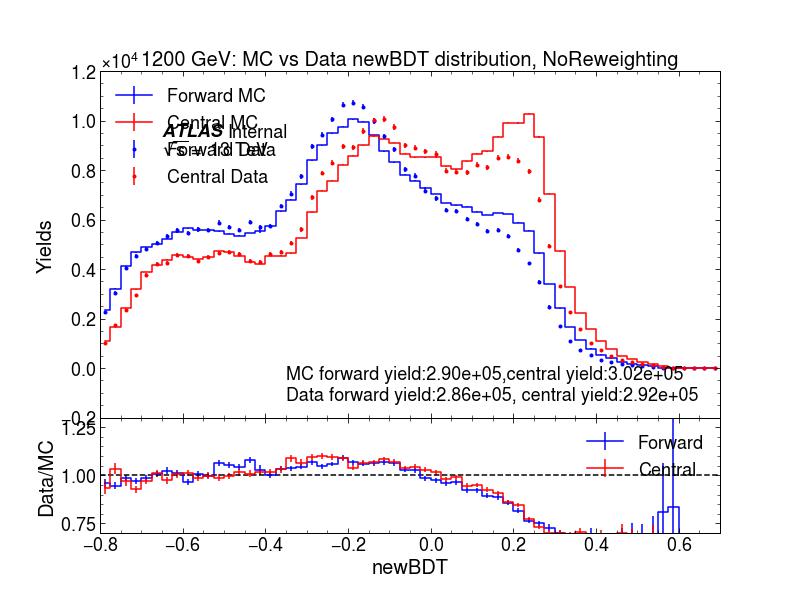 ×10⁴ 1200 GeV: MC vs Data newBDT distribution, NoReweighting
1.2
1.0
0.8
0.6
0.4
0.2
0.0
0.2
Yields
Forward MC
Central MC
ATLAS Internal
√s = 13 TeV
Forward Data
Central Data
MC forward yield:2.90e+05,central yield:3.02e+05
Data forward yield:2.86e+05, central yield:2.92e+05
1.25
1.00
0.75
Data/MC
Forward
Central
−0.8 −0.6 −0.4 −0.2 0.0 0.2 0.4 0.6
newBDT